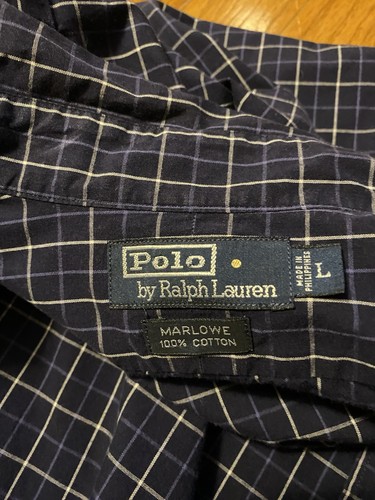 Polo
by Ralph Lauren
MADE IN
PHILIPPINES
L
MARLOWE
100% COTTON